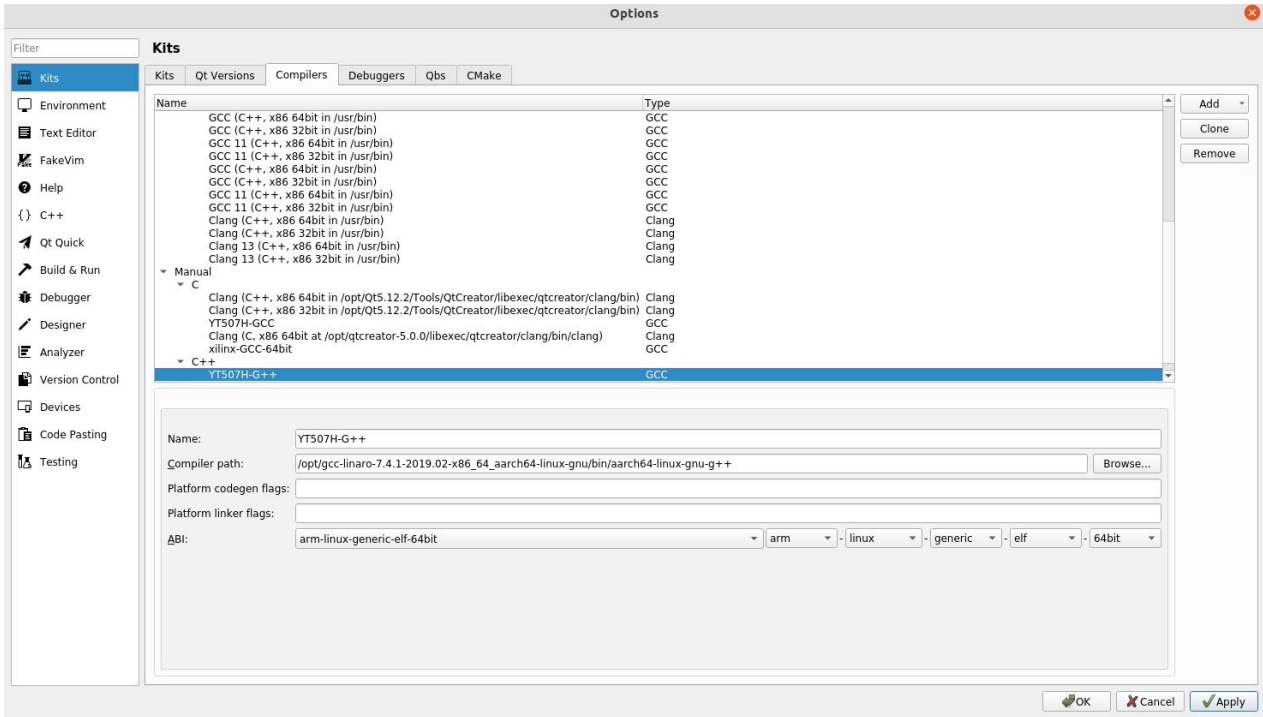 Options
Filter
Kits
Environment
Text Editor
FakeVim
Help
{} C++
Qt Quick
Build & Run
Debugger
Designer
Analyzer
Version Control
Devices
Code Pasting
Testing
Kits
Kits Qt Versions Compilers Debuggers Qbs CMake
Name Type
GCC (C++, x86 64bit in /usr/bin) GCC
GCC (C++, x86 32bit in /usr/bin) GCC
GCC 11 (C++, x86 64bit in /usr/bin) GCC
GCC 11 (C++, x86 32bit in /usr/bin) GCC
GCC (C++, x86 64bit in /usr/bin) GCC
GCC (C++, x86 32bit in /usr/bin) GCC
GCC 11 (C++, x86 64bit in /usr/bin) GCC
GCC 11 (C++, x86 32bit in /usr/bin) GCC
Clang (C++, x86 64bit in /usr/bin) Clang
Clang (C++, x86 32bit in /usr/bin) Clang
Clang 13 (C++, x86 64bit in /usr/bin) Clang
Clang 13 (C++, x86 32bit in /usr/bin) Clang
Manual
C
Clang (C++, x86 64bit in /opt/Qt5.12.2/Tools/QtCreator/libexec/qtcreator/clang/bin) Clang
Clang (C++, x86 32bit in /opt/Qt5.12.2/Tools/QtCreator/libexec/qtcreator/clang/bin) Clang
YT507H-GCC GCC
Clang (C, x86 64bit at /opt/qtcreator-5.0.0/libexec/qtcreator/clang/bin/clang) Clang
xilinx-GCC-64bit GCC
C++
YT507H-G++ GCC
Add
Clone
Remove
Name: YT507H-G++
Compiler path: /opt/gcc-linaro-7.4.1-2019.02-x86_64_aarch64-linux-gnu/bin/aarch64-linux-gnu-g++ Browse...
Platform codegen flags:
Platform linker flags:
ABI: arm-linux-generic-elf-64bit arm - linux - generic - elf - 64bit
OK Cancel Apply